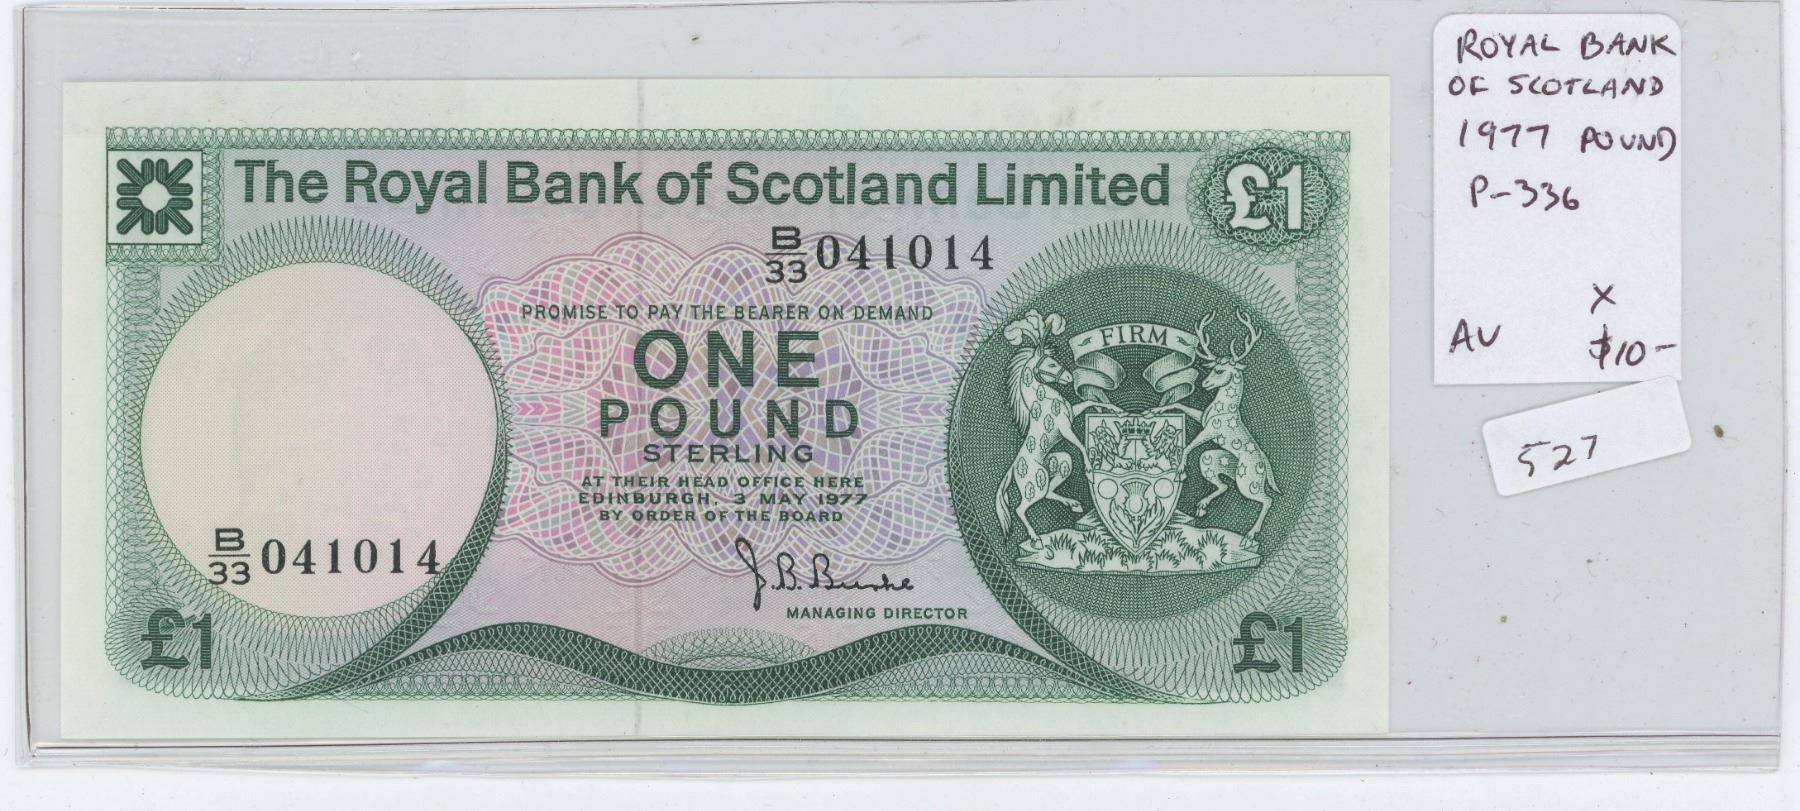 The Royal Bank of Scotland Limited
£1
B/33 041014
PROMISE TO PAY THE BEARER ON DEMAND
ONE
POUND
STERLING
AT THEIR HEAD OFFICE HERE
EDINBURGH, 3 MAY 1977
BY ORDER OF THE BOARD
FIRM
B/33 041014
J.B. Burke
MANAGING DIRECTOR
£1
£1
ROYAL BANK
OF SCOTLAND
1977 POUND
P-336
X
AU $10-
527